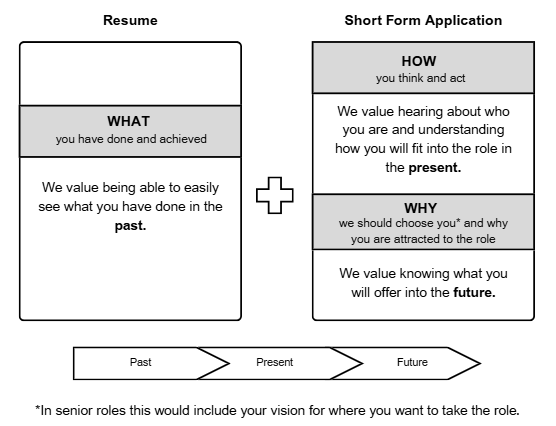 Resume
WHAT
you have done and achieved
We value being able to easily
see what you have done in the
past.
Short Form Application
HOW
you think and act
We value hearing about who
you are and understanding
how you will fit into the role in
the present.
WHY
we should choose you* and why
you are attracted to the role
We value knowing what you
will offer into the future.
Past
Present
Future
*In senior roles this would include your vision for where you want to take the role.